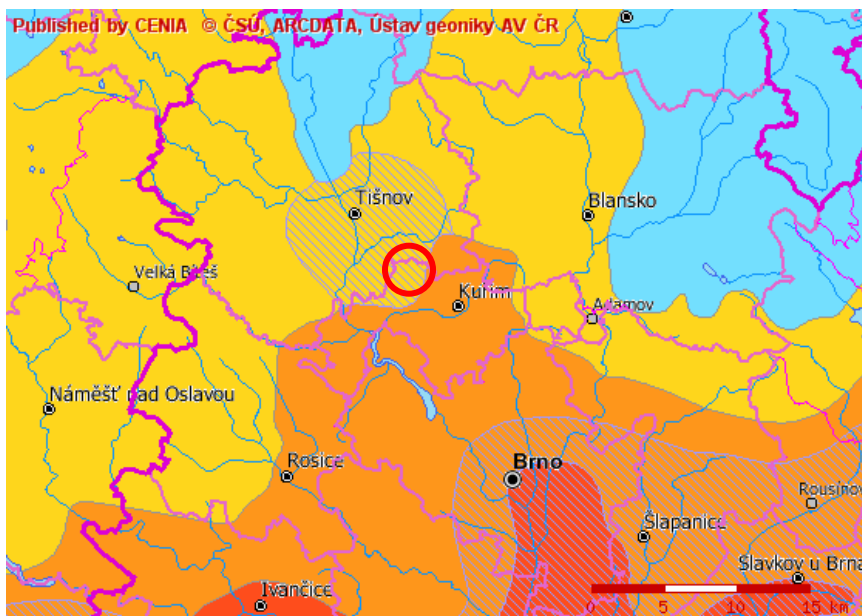 Published by CENIA © ČSÚ, ARCDATA, Ústav geoniky AV ČR
Tišnov
Blansko
Velká Bíteš
Kuřim
Adamov
Náměšť nad Oslavou
Rosice
Brno
Rousínov
Šlapanice
Slavkov u Brna
Ivančice
0 5 10 15 km